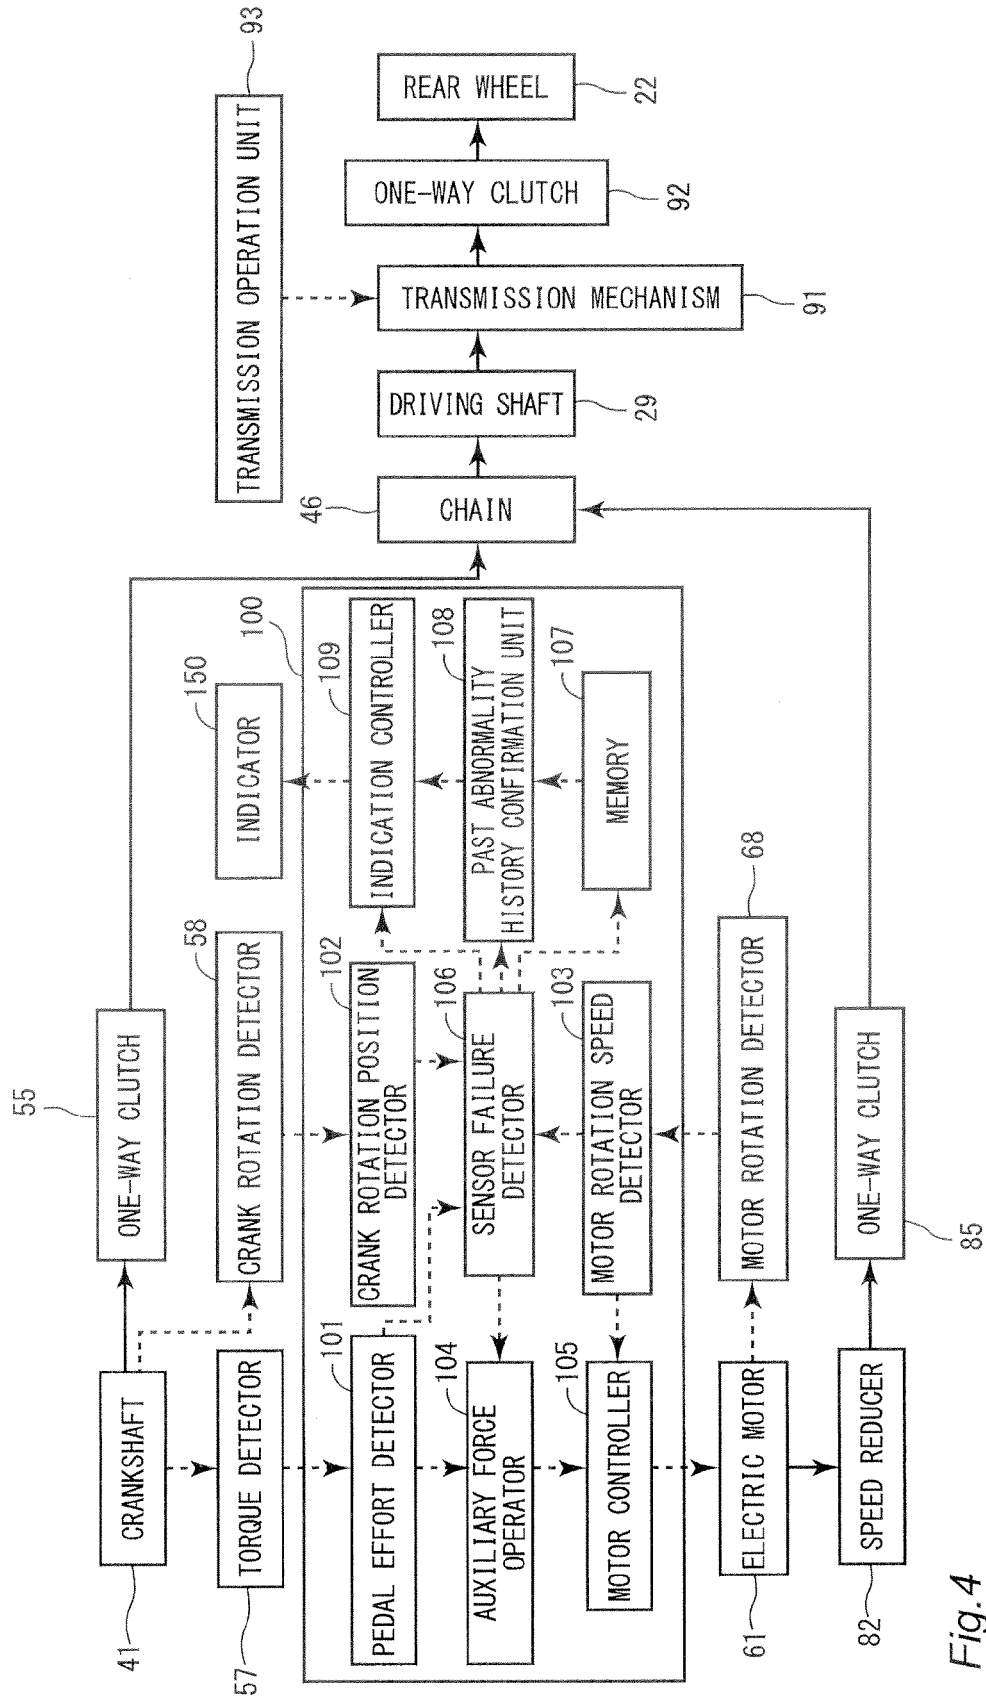 41
CRANKSHAFT
55
ONE-WAY CLUTCH
57
TORQUE DETECTOR
58
CRANK ROTATION DETECTOR
150
INDICATOR
TRANSMISSION OPERATION UNIT
93
100
101
PEDAL EFFORT DETECTOR
102
CRANK ROTATION POSITION
DETECTOR
109
INDICATION CONTROLLER
104
AUXILIARY FORCE
OPERATOR
106
SENSOR FAILURE
DETECTOR
108
PAST ABNORMALITY
HISTORY CONFIRMATION UNIT
105
MOTOR CONTROLLER
103
MOTOR ROTATION SPEED
DETECTOR
107
MEMORY
46
CHAIN
DRIVING SHAFT
29
TRANSMISSION MECHANISM
91
ONE-WAY CLUTCH
92
REAR WHEEL
22
61
ELECTRIC MOTOR
MOTOR ROTATION DETECTOR
68
82
SPEED REDUCER
ONE-WAY CLUTCH
85
Fig.4